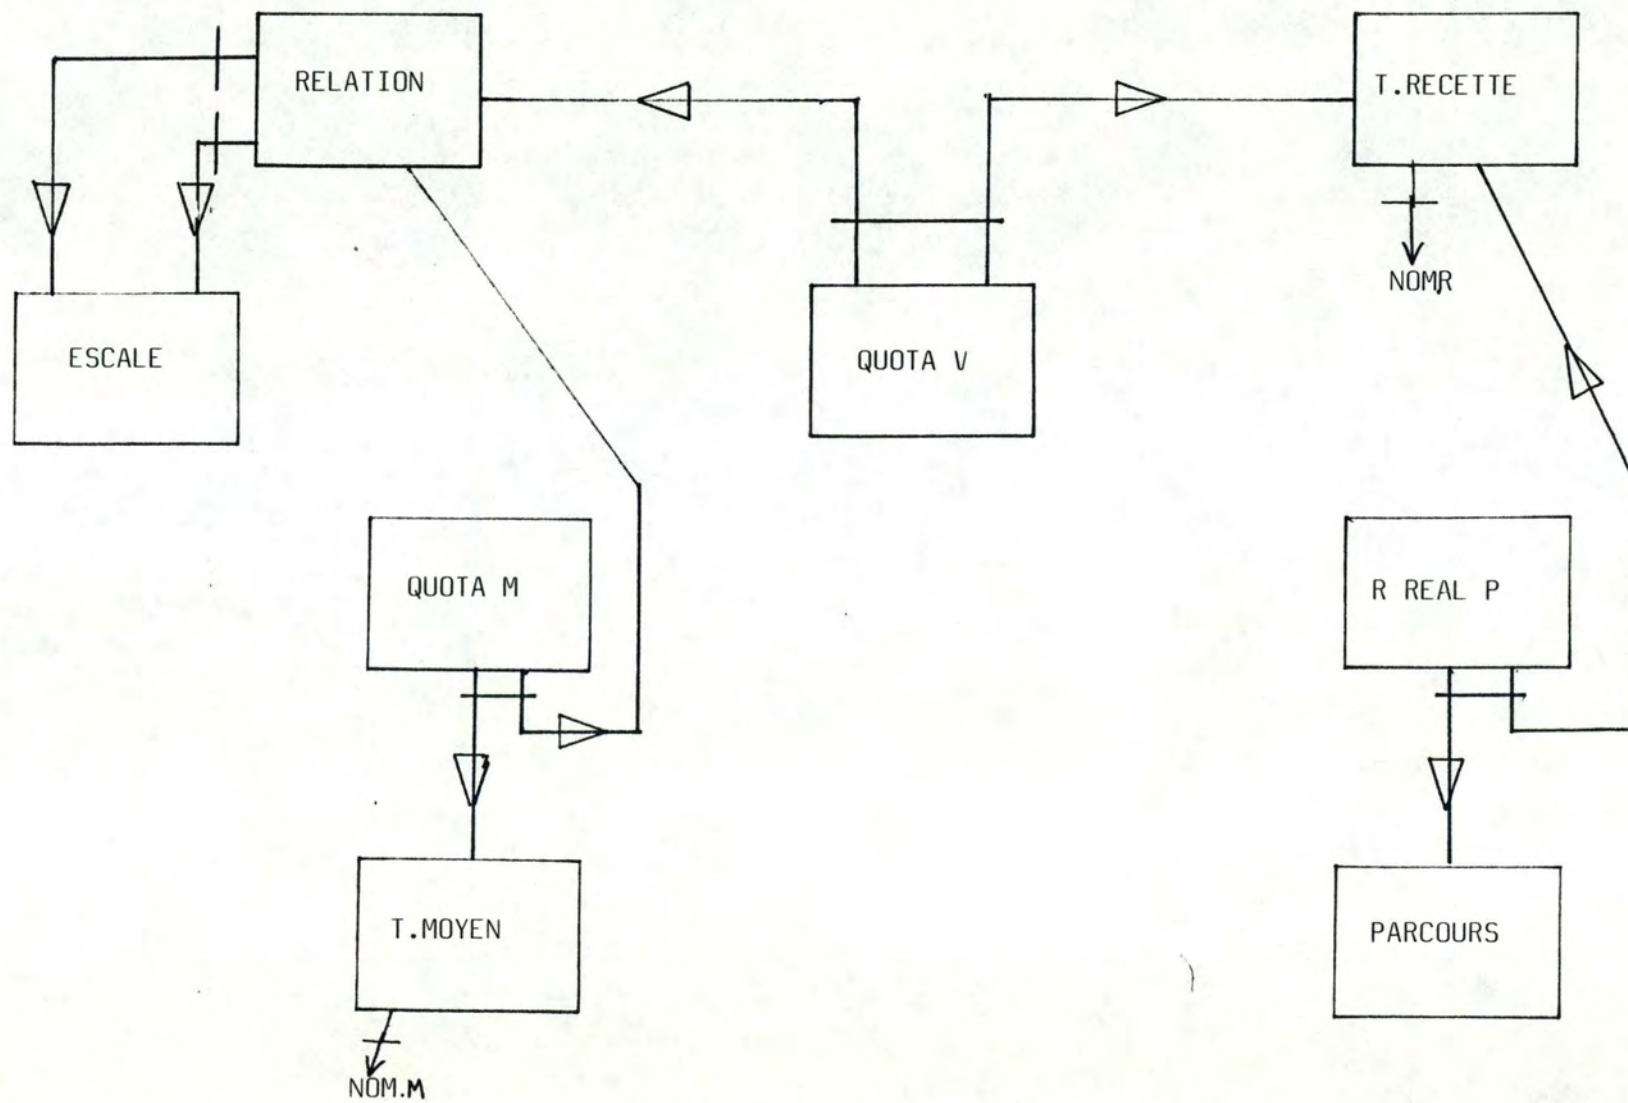 RELATION
T.RECETTE
NOMR
ESCALE
QUOTA V
QUOTA M
R REAL P
T.MOYEN
PARCOURS
NOM.M